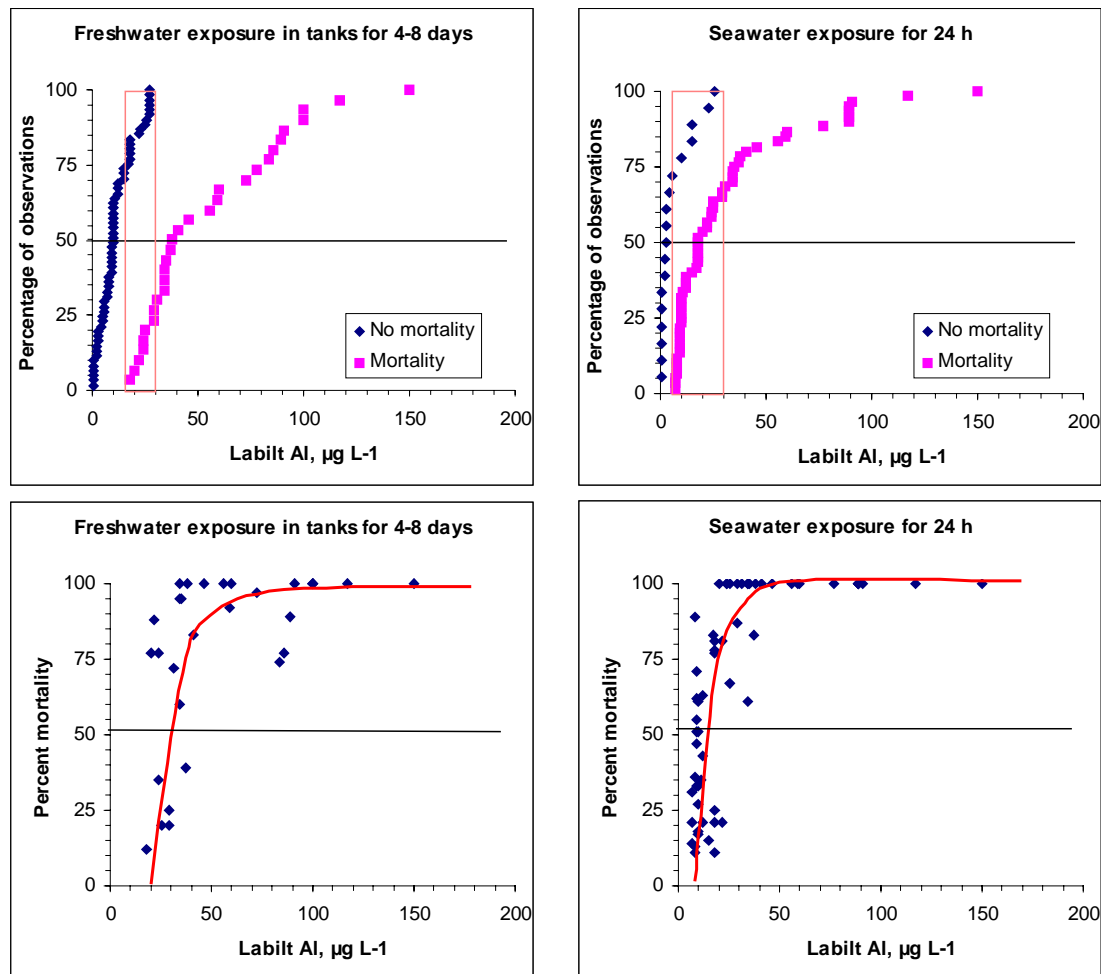 Freshwater exposure in tanks for 4-8 days
Percentage of observations
100
75
50
25
0
No mortality
Mortality
0 50 100 150 200
Labilt Al, µg L-1
Seawater exposure for 24 h
Percentage of observations
100
75
50
25
0
No mortality
Mortality
0 50 100 150 200
Labilt Al, µg L-1
Freshwater exposure in tanks for 4-8 days
Percent mortality
100
75
50
25
0
0 50 100 150 200
Labilt Al, µg L-1
Seawater exposure for 24 h
Percent mortality
100
75
50
25
0
0 50 100 150 200
Labilt Al, µg L-1